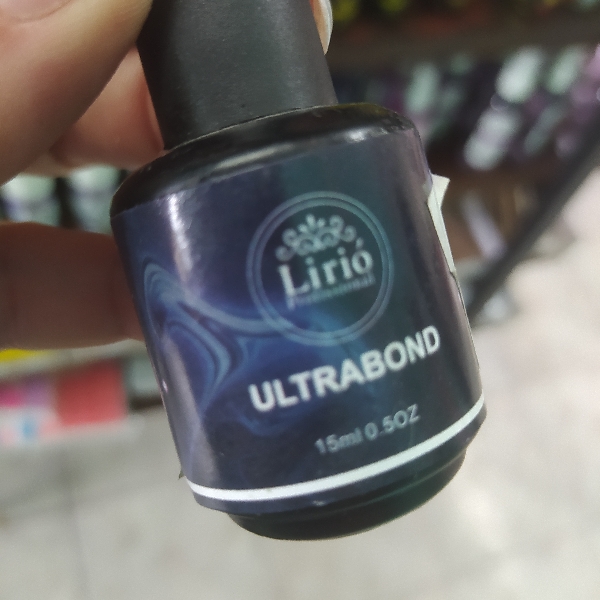 Lirió
Professional
ULTRABOND
15ml 0.5OZ